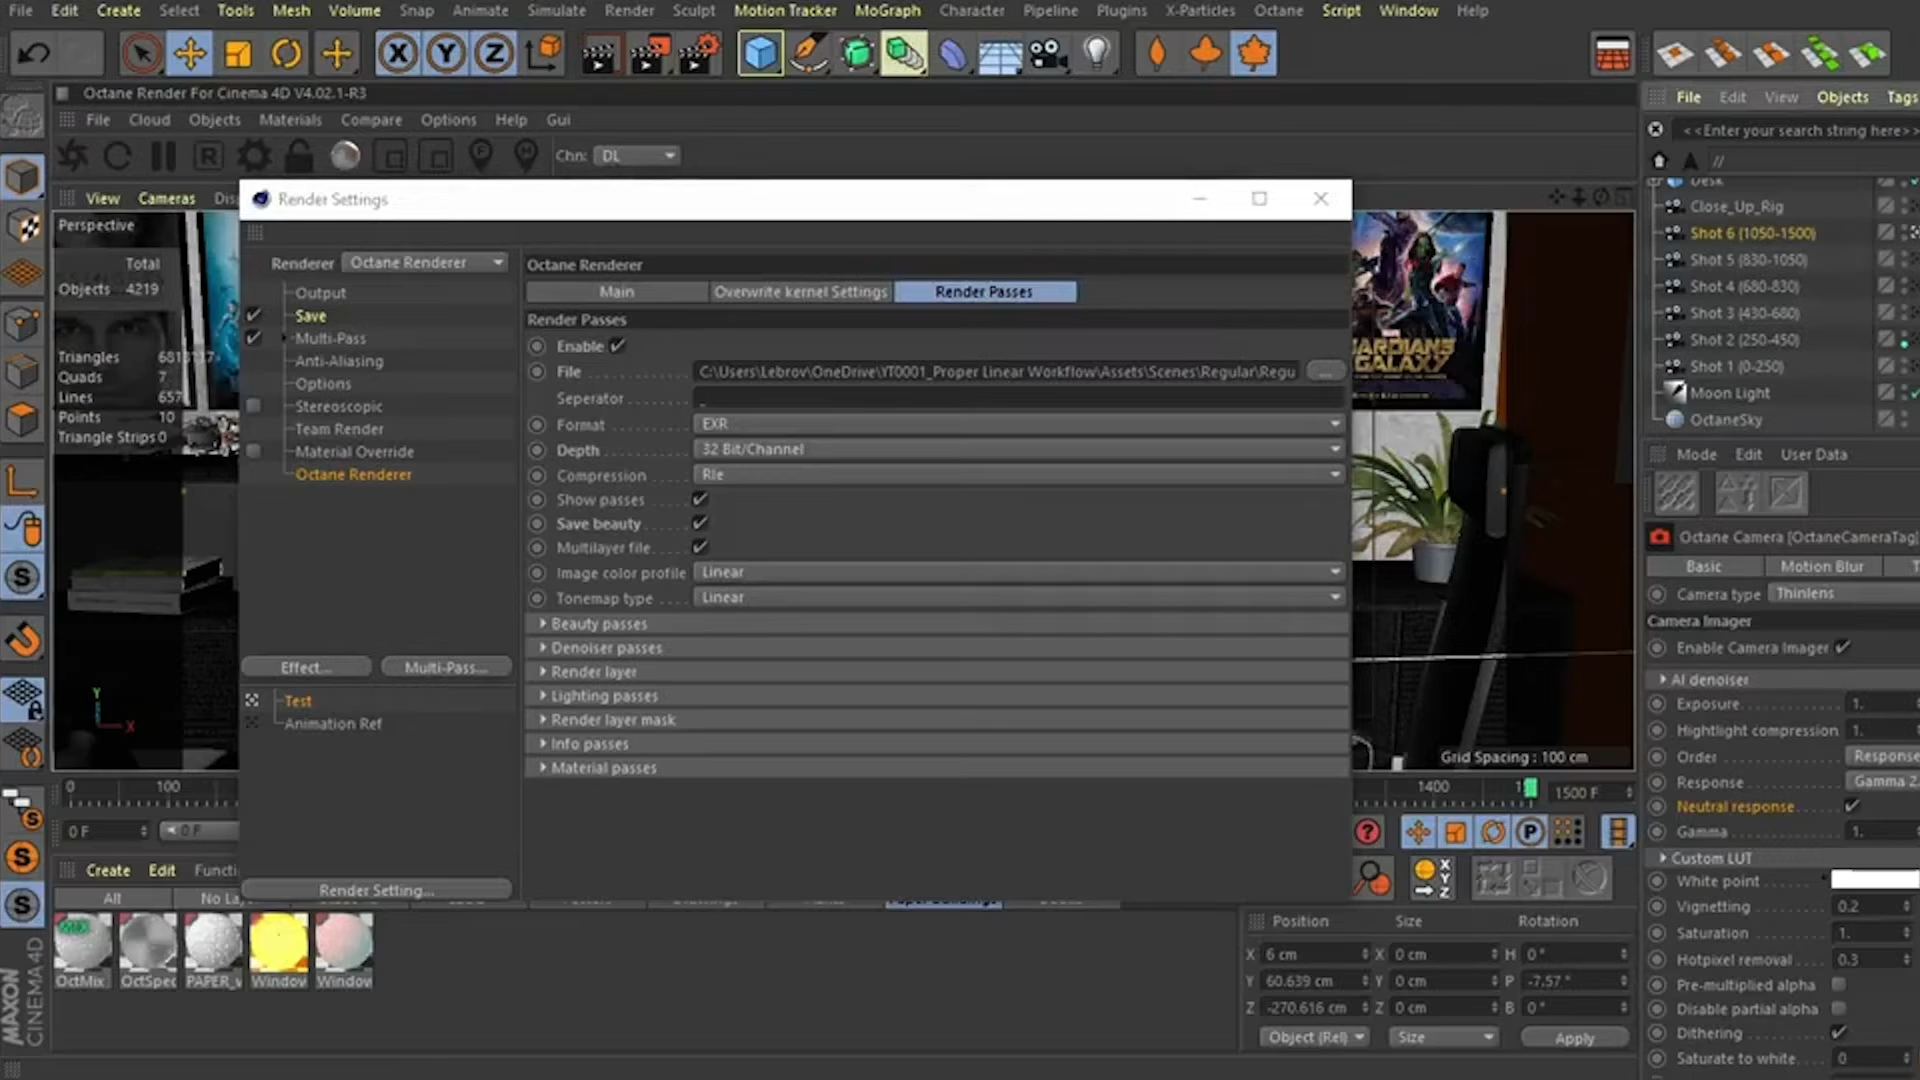 File Edit Create Select Tools Mesh Volume Snap Animate Simulate Render Sculpt Motion Tracker MoGraph Character Pipeline Plugins X-Particles Octane Script Window Help
Octane Render For Cinema 4D V4.02.1-R3
File Cloud Objects Materials Compare Options Help Gui
Chn: DL
View Cameras
Perspective
Total
Objects 4219
Triangles
Quads 7
Lines 657
Points 10
Triangle Strips 0
Render Settings
Renderer Octane Renderer
Output
Save
Multi-Pass
Anti-Aliasing
Options
Stereoscopic
Team Render
Material Override
Octane Renderer
Effect... Multi-Pass...
Test
Animation Ref
Render Setting...
Octane Renderer
Main Overwrite kernel Settings Render Passes
Render Passes
Enable
File C:\Users\Lebrov\OneDrive\YT0001_Proper Linear Workflow\Assets\Scenes\Regular\Regu ...
Seperator _
Format EXR
Depth 32 Bit/Channel
Compression Rle
Show passes
Save beauty
Multilayer file
Image color profile Linear
Tonemap type Linear
Beauty passes
Denoiser passes
Render layer
Lighting passes
Render layer mask
Info passes
Material passes
GALAXY
Grid Spacing : 100 cm
0 100 1400 1500 F
0 F 0 F
Create Edit
All
OctMix OctSpec PAPER_v Window Window
MAXON
CINEMA 4D
Position Size Rotation
X 6 cm X 0 cm H 0 °
Y 60.639 cm Y 0 cm P -7.57 °
Z -270.616 cm Z 0 cm B 0 °
Object (Rel) Size Apply
File Edit View Objects Tags
<<Enter your search string here>>
//
Desk
Close_Up_Rig
Shot 6 (1050-1500)
Shot 5 (830-1050)
Shot 4 (680-830)
Shot 3 (430-680)
Shot 2 (250-450)
Shot 1 (0-250)
Moon Light
OctaneSky
Mode Edit User Data
Octane Camera [OctaneCameraTag]
Basic Motion Blur T
Camera type Thinlens
Camera Imager
Enable Camera Imager
AI denoiser
Exposure 1.
Hightlight compression 1.
Order Response
Response Gamma 2.
Neutral response
Gamma 1.
Custom LUT
White point
Vignetting 0.2
Saturation 1.
Hotpixel removal 0.3
Pre-multiplied alpha
Disable partial alpha
Dithering
Saturate to white 0